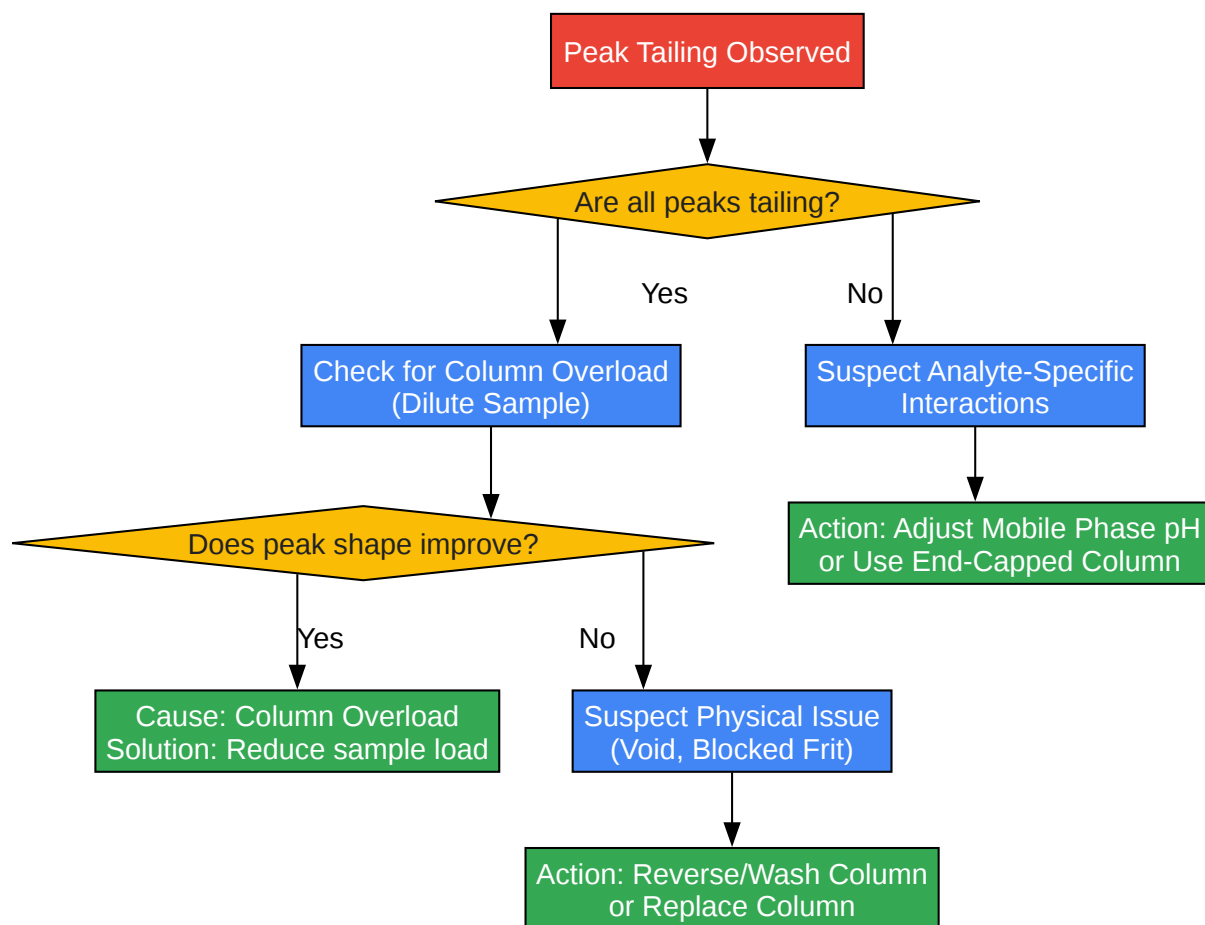 Peak Tailing Observed
Are all peaks tailing?
Yes
No
Check for Column Overload
(Dilute Sample)
Suspect Analyte-Specific
Interactions
Action: Adjust Mobile Phase pH
or Use End-Capped Column
Does peak shape improve?
Yes
No
Cause: Column Overload
Solution: Reduce sample load
Suspect Physical Issue
(Void, Blocked Frit)
Action: Reverse/Wash Column
or Replace Column